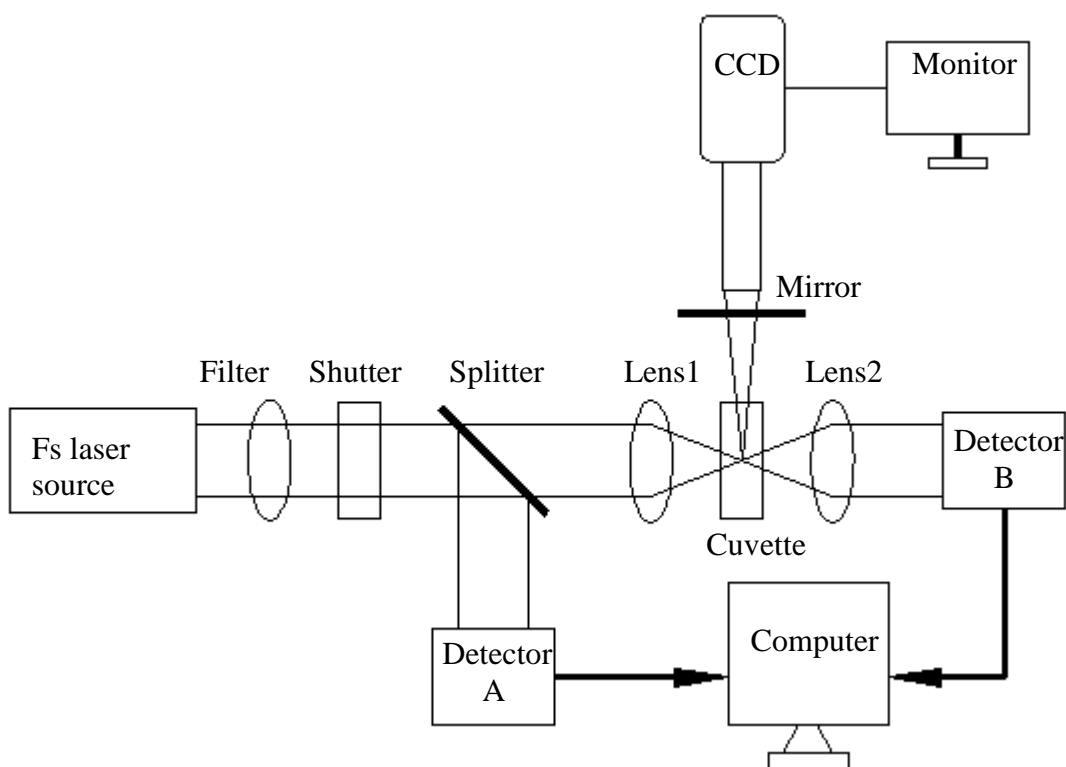 CCD
Monitor
Mirror
Filter
Shutter
Splitter
Lens1
Lens2
Fs laser
source
Detector
B
Cuvette
Detector
A
Computer